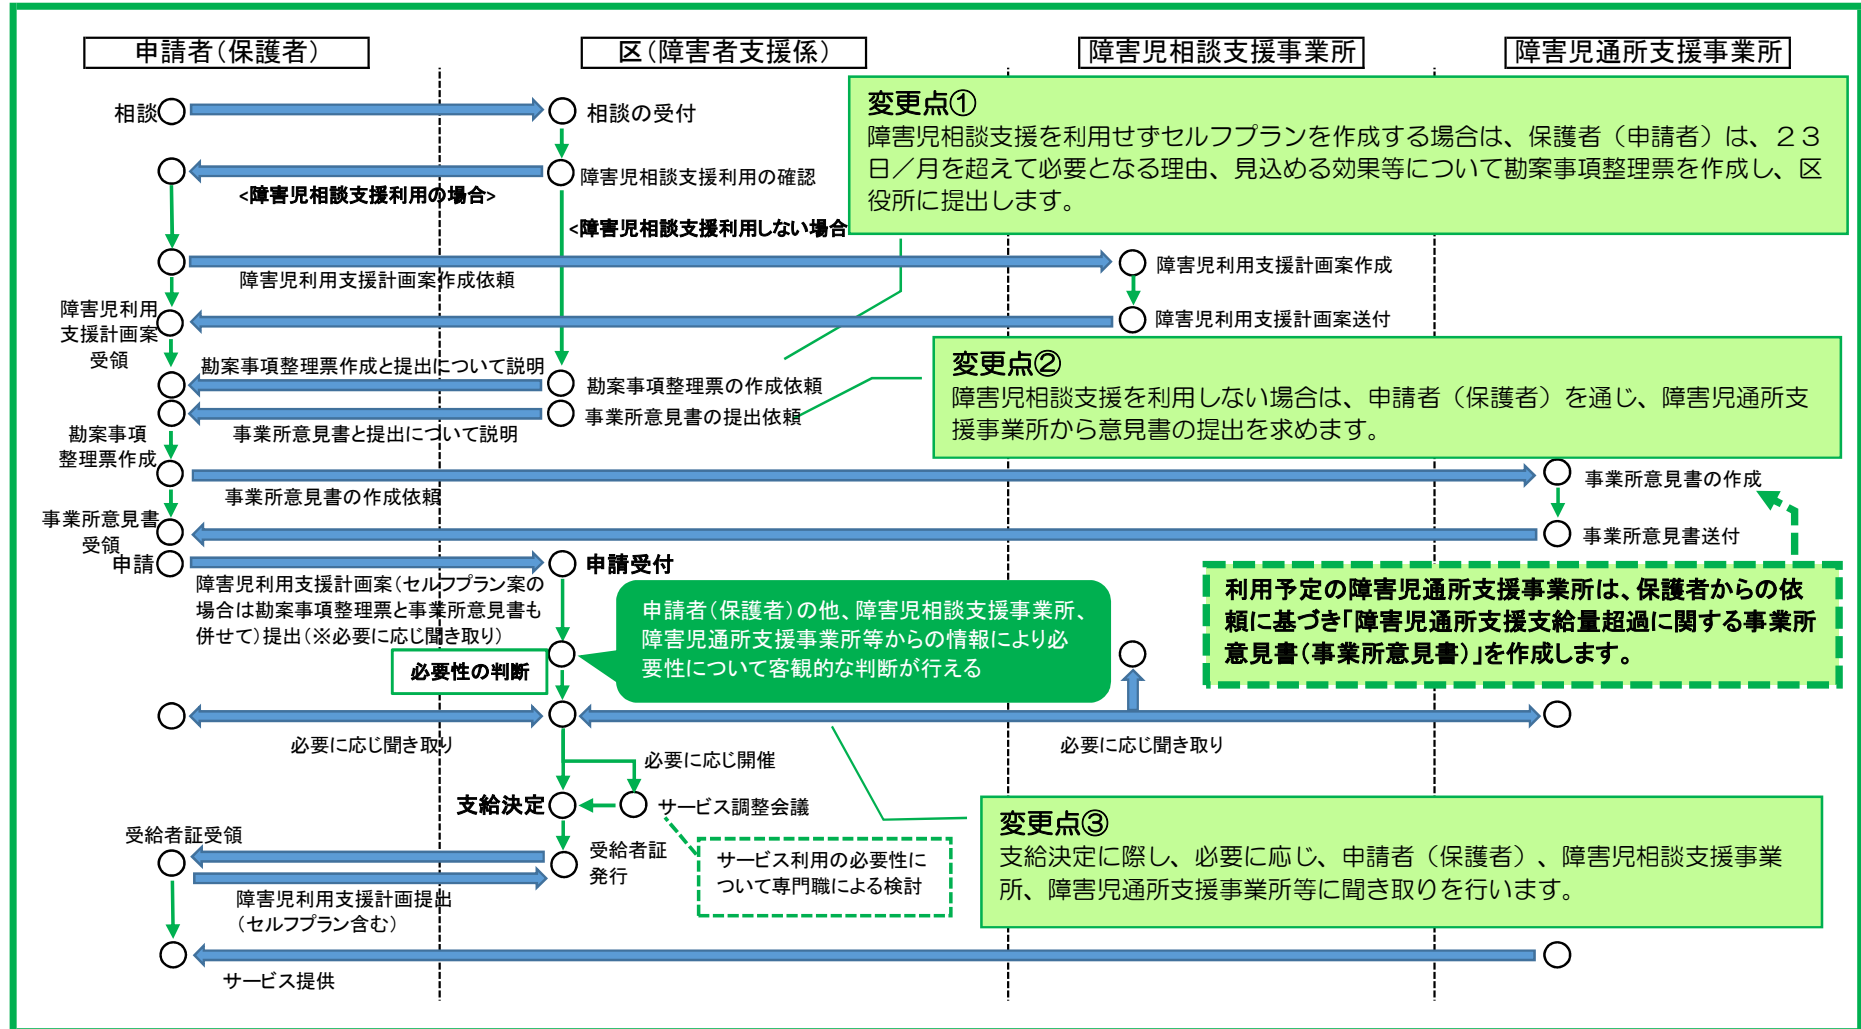 申請者（保護者）
区（障害者支援係）
障害児相談支援事業所
障害児通所支援事業所
相談
相談の受付
変更点①
障害児相談支援を利用せずセルフプランを作成する場合は、保護者（申請者）は、２３
日／月を超えて必要となる理由、見込める効果等について勘案事項整理票を作成し、区
役所に提出します。
障害児相談支援利用の確認
<障害児相談支援利用の場合>
<障害児相談支援利用しない場合
障害児利用支援計画案作成依頼
障害児利用支援計画案作成
障害児利用
支援計画案
受領
障害児利用支援計画案送付
変更点②
障害児相談支援を利用しない場合は、申請者（保護者）を通じ、障害児通所支
援事業所から意見書の提出を求めます。
勘案事項整理票作成と提出について説明
勘案事項整理票の作成依頼
事業所意見書の提出依頼
事業所意見書と提出について説明
勘案事項
整理票作成
事業所意見書の作成依頼
事業所意見書の作成
事業所意見書
受領
事業所意見書送付
申請
申請受付
障害児利用支援計画案（セルフプラン案の
場合は勘案事項整理票と事業所意見書も
併せて）提出（※必要に応じ聞き取り）
申請者（保護者）の他、障害児相談支援事業所、
障害児通所支援事業所等からの情報により必
要性について客観的な判断が行える
利用予定の障害児通所支援事業所は、保護者からの依
頼に基づき「障害児通所支援支給量超過に関する事業所
意見書（事業所意見書）」を作成します。
必要性の判断
必要に応じ聞き取り
必要に応じ聞き取り
必要に応じ開催
支給決定
サービス調整会議
変更点③
支給決定に際し、必要に応じ、申請者（保護者）、障害児相談支援事業
所、障害児通所支援事業所等に聞き取りを行います。
受給者証受領
受給者証
発行
サービス利用の必要性に
ついて専門職による検討
障害児利用支援計画提出
（セルフプラン含む）
サービス提供